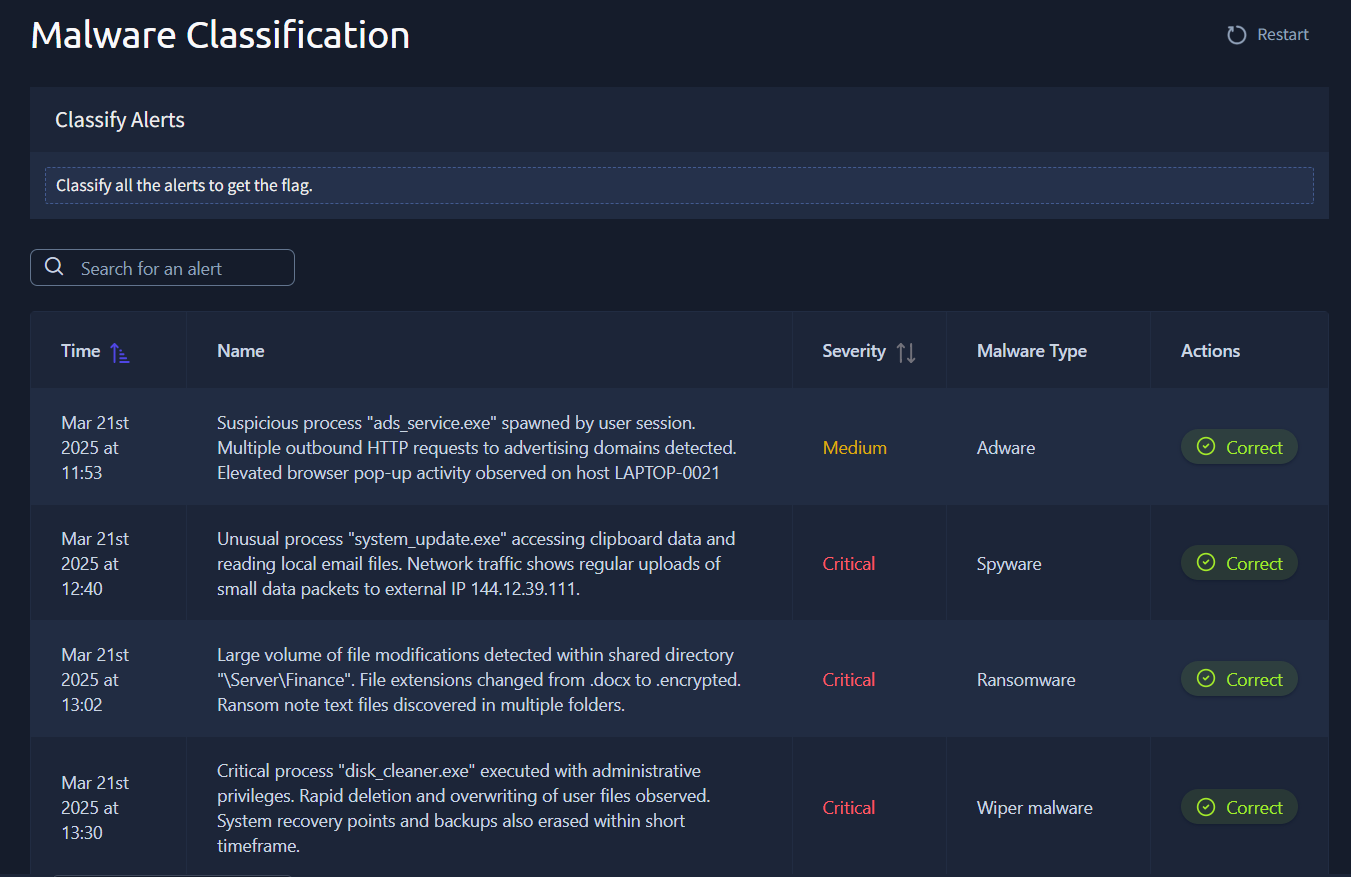 Malware Classification
Restart
Classify Alerts
Classify all the alerts to get the flag.
Search for an alert
Time
Name
Severity
Malware Type
Actions
Mar 21st
2025 at
11:53
Suspicious process "ads_service.exe" spawned by user session.
Multiple outbound HTTP requests to advertising domains detected.
Elevated browser pop-up activity observed on host LAPTOP-0021
Medium
Adware
Correct
Mar 21st
2025 at
12:40
Unusual process "system_update.exe" accessing clipboard data and
reading local email files. Network traffic shows regular uploads of
small data packets to external IP 144.12.39.111.
Critical
Spyware
Correct
Mar 21st
2025 at
13:02
Large volume of file modifications detected within shared directory
"\Server\Finance". File extensions changed from .docx to .encrypted.
Ransom note text files discovered in multiple folders.
Critical
Ransomware
Correct
Mar 21st
2025 at
13:30
Critical process "disk_cleaner.exe" executed with administrative
privileges. Rapid deletion and overwriting of user files observed.
System recovery points and backups also erased within short
timeframe.
Critical
Wiper malware
Correct